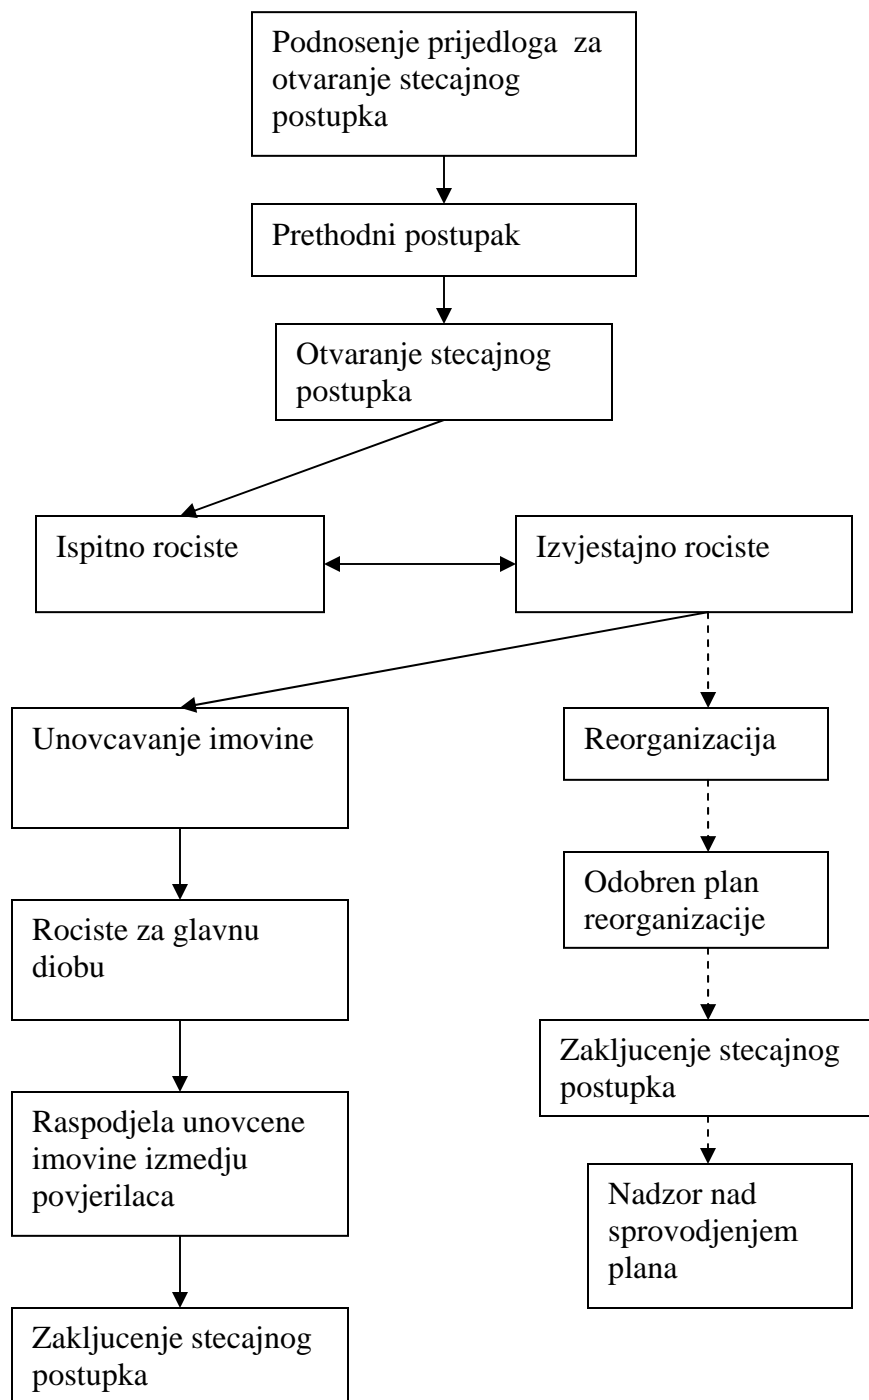 Podnosenje prijedloga  za
otvaranje stecajnog
postupka
Prethodni postupak
Otvaranje stecajnog
postupka
Ispitno rociste
Izvjestajno rociste
Unovcavanje imovine
Reorganizacija
Odobren plan
reorganizacije
Rociste za glavnu
diobu
Zakljucenje stecajnog
postupka
Raspodjela unovcene
imovine izmedju
povjerilaca
Nadzor nad
sprovodjenjem
plana
Zakljucenje stecajnog
postupka